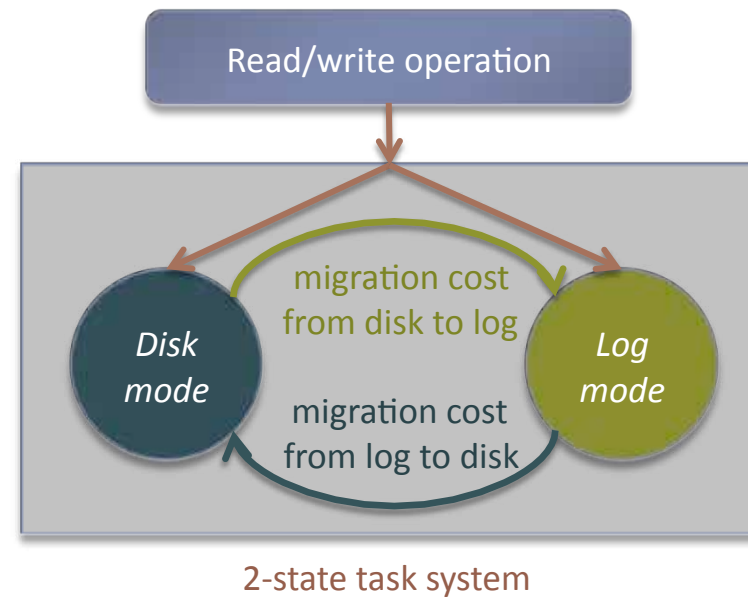 Read/write operation
migration cost
from disk to log
Disk
mode
Log
mode
migration cost
from log to disk
2-state task system